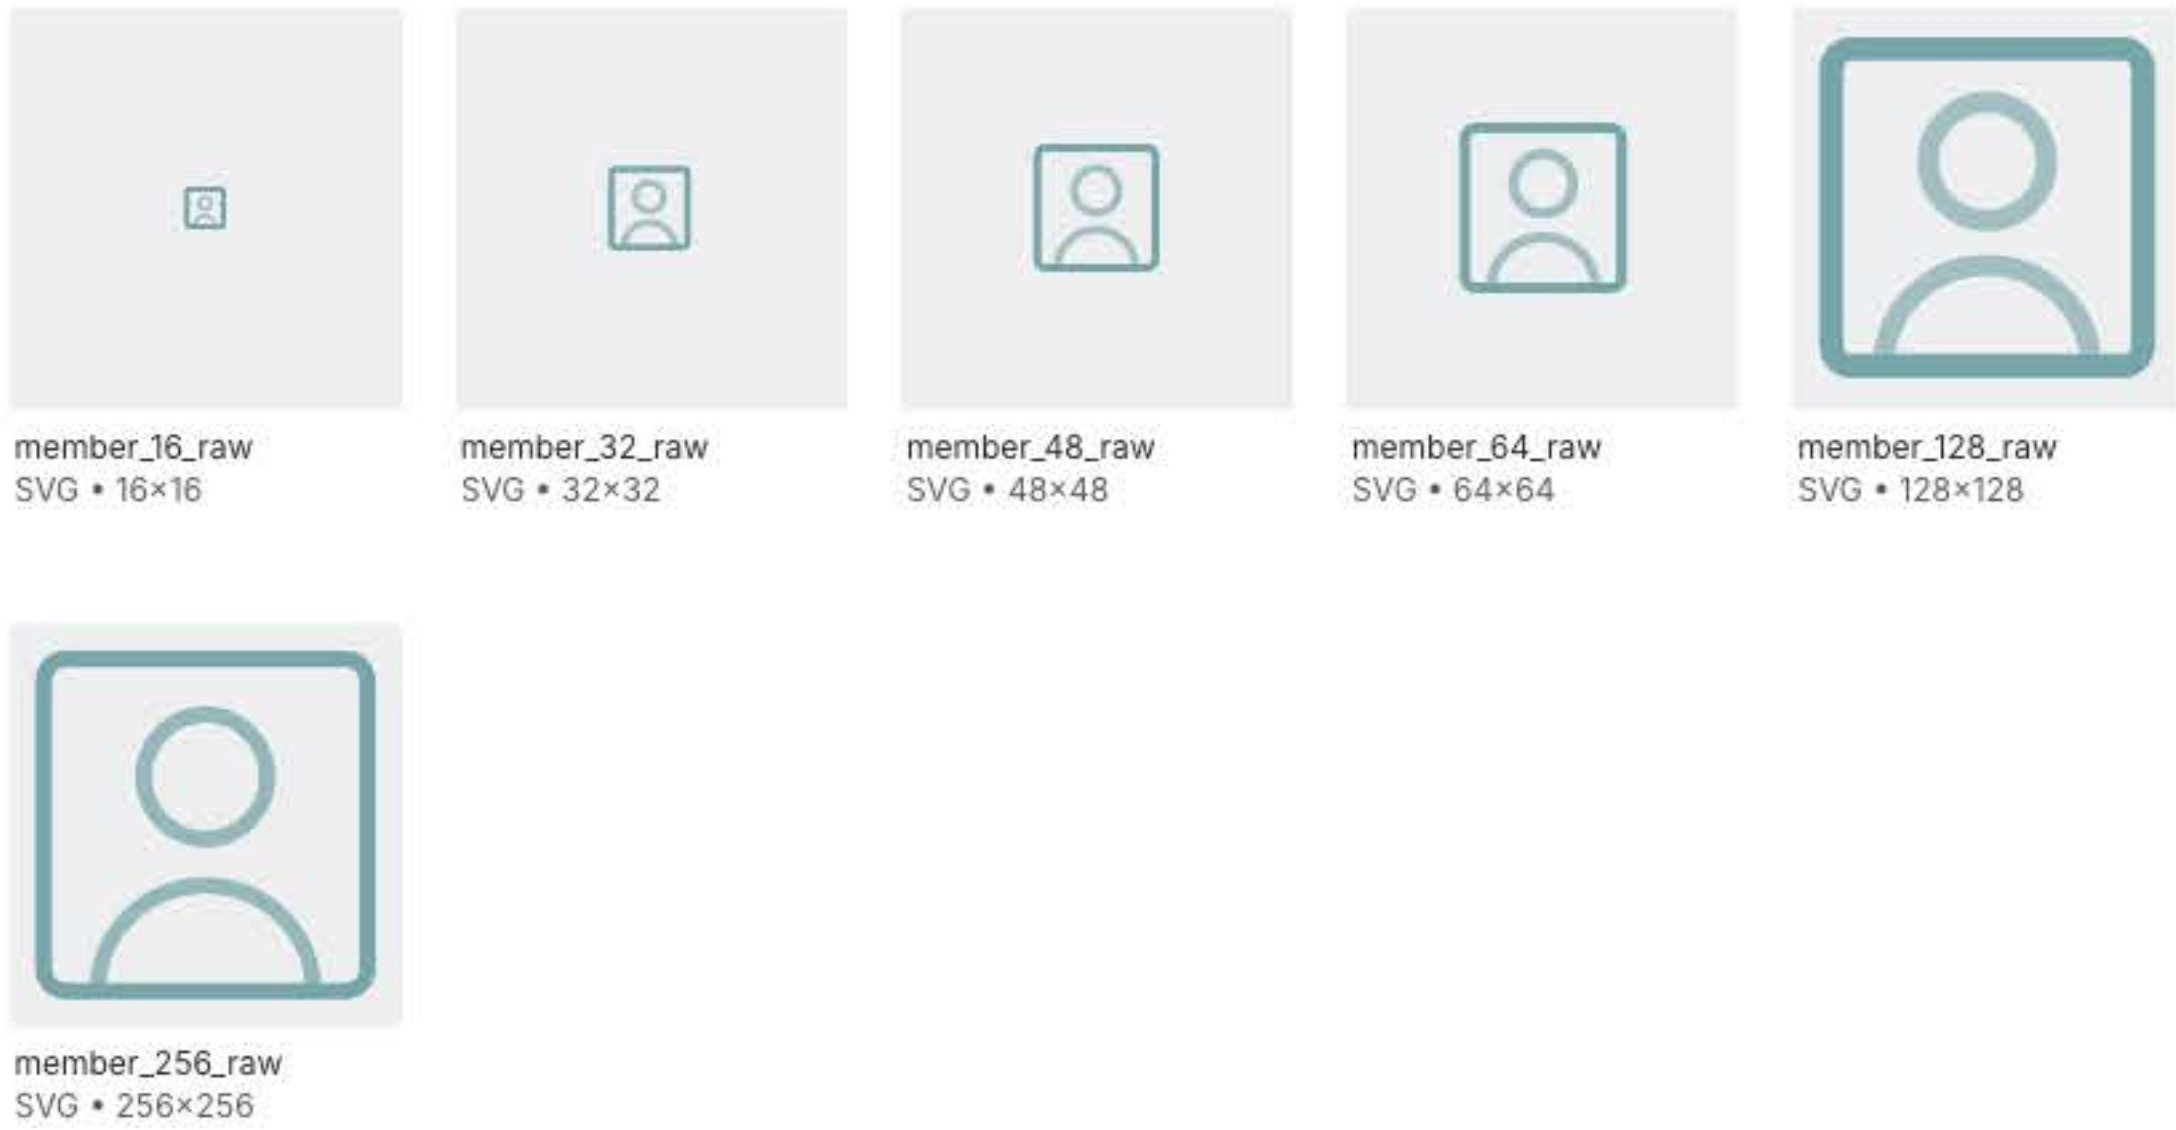 member_16_raw
SVG • 16×16
member_32_raw
SVG • 32×32
member_48_raw
SVG • 48×48
member_64_raw
SVG • 64×64
member_128_raw
SVG • 128×128
member_256_raw
SVG • 256×256